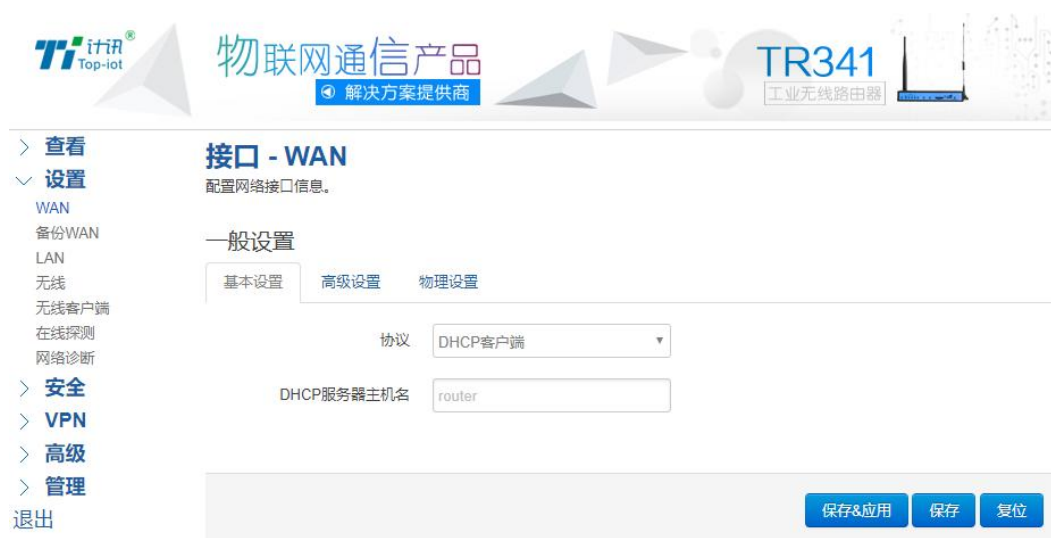 Ti 计讯®
Top-iot
物联网通信产品
解决方案提供商
TR341
工业无线路由器
查看
设置
WAN
备份WAN
LAN
无线
无线客户端
在线探测
网络诊断
安全
VPN
高级
管理
退出
接口 - WAN
配置网络接口信息。
一般设置
基本设置 高级设置 物理设置
协议 DHCP客户端
DHCP服务器主机名 router
保存&应用 保存 复位